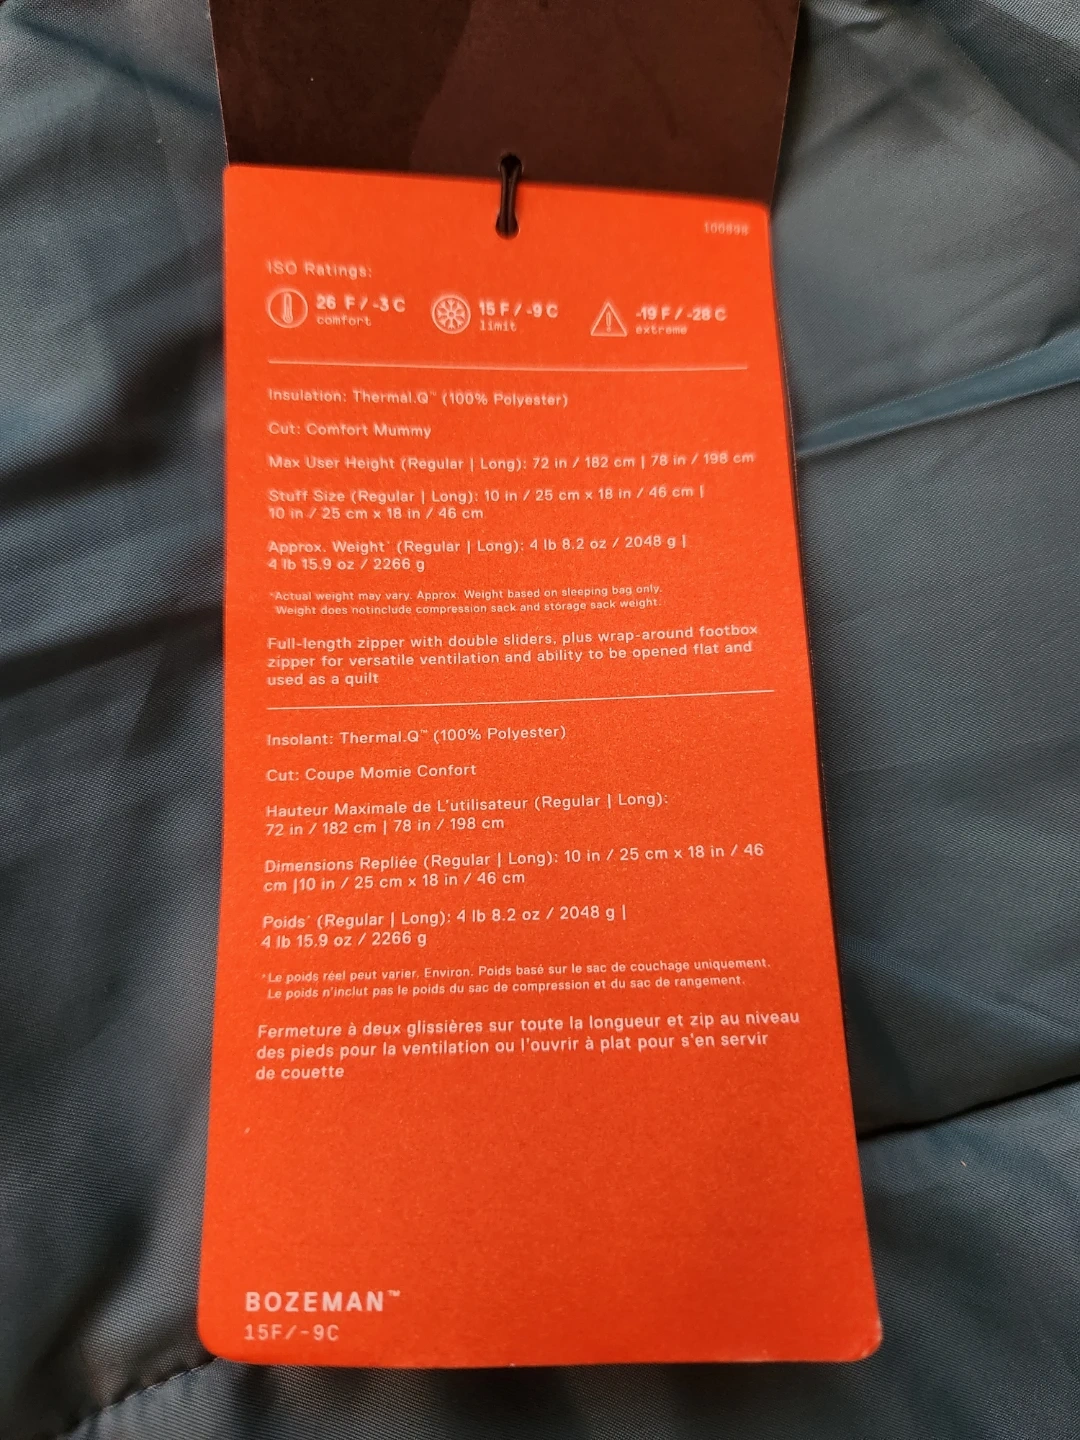 100898
ISO Ratings:
26 F / -3 C
comfort
15 F / -9 C
limit
-19 F / -28 C
extreme
Insulation: Thermal.Q™ (100% Polyester)
Cut: Comfort Mummy
Max User Height (Regular | Long): 72 in / 182 cm | 78 in / 198 cm
Stuff Size (Regular | Long): 10 in / 25 cm x 18 in / 46 cm |
10 in / 25 cm x 18 in / 46 cm
Approx. Weight* (Regular | Long): 4 lb 8.2 oz / 2048 g |
4 lb 15.9 oz / 2266 g
*Actual weight may vary. Approx. Weight based on sleeping bag only.
Weight does notinclude compression sack and storage sack weight.
Full-length zipper with double sliders, plus wrap-around footbox
zipper for versatile ventilation and ability to be opened flat and
used as a quilt
Insolant: Thermal.Q™ (100% Polyester)
Cut: Coupe Momie Confort
Hauteur Maximale de L'utilisateur (Regular | Long):
72 in / 182 cm | 78 in / 198 cm
Dimensions Repliée (Regular | Long): 10 in / 25 cm x 18 in / 46
cm |10 in / 25 cm x 18 in / 46 cm
Poids* (Regular | Long): 4 lb 8.2 oz / 2048 g |
4 lb 15.9 oz / 2266 g
*Le poids réel peut varier. Environ. Poids basé sur le sac de couchage uniquement.
Le poids n'inclut pas le poids du sac de compression et du sac de rangement.
Fermeture à deux glissières sur toute la longueur et zip au niveau
des pieds pour la ventilation ou l'ouvrir à plat pour s'en servir
de couette
BOZEMAN™
15F/-9C